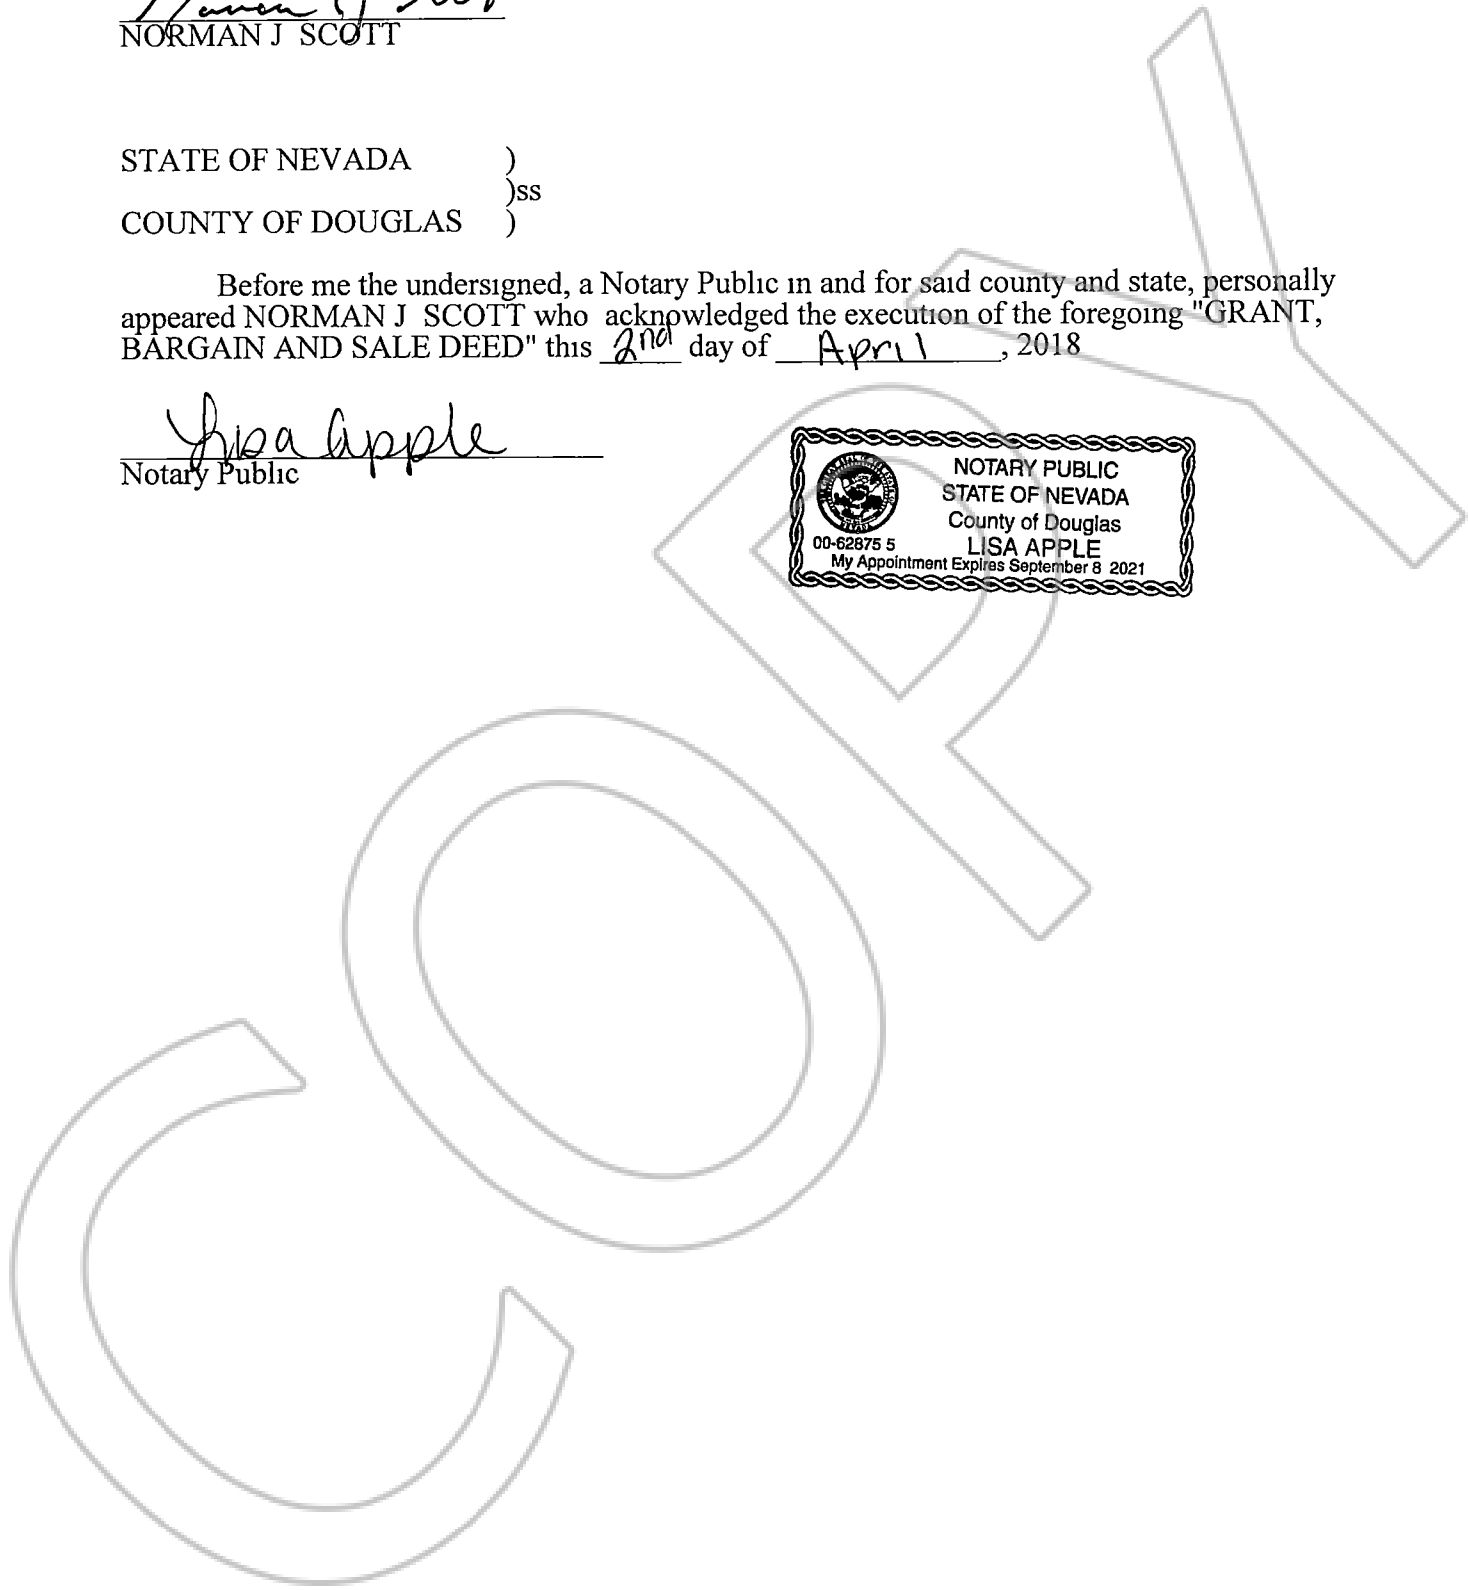 Norman J Scott
NORMAN J SCOTT
STATE OF NEVADA )
)ss
COUNTY OF DOUGLAS )
Before me the undersigned, a Notary Public in and for said county and state, personally
appeared NORMAN J SCOTT who acknowledged the execution of the foregoing "GRANT,
BARGAIN AND SALE DEED" this 2nd day of April, 2018
Lisa Apple
Notary Public
NOTARY PUBLIC
STATE OF NEVADA
County of Douglas
00-62875 5 LISA APPLE
My Appointment Expires September 8 2021
COPY